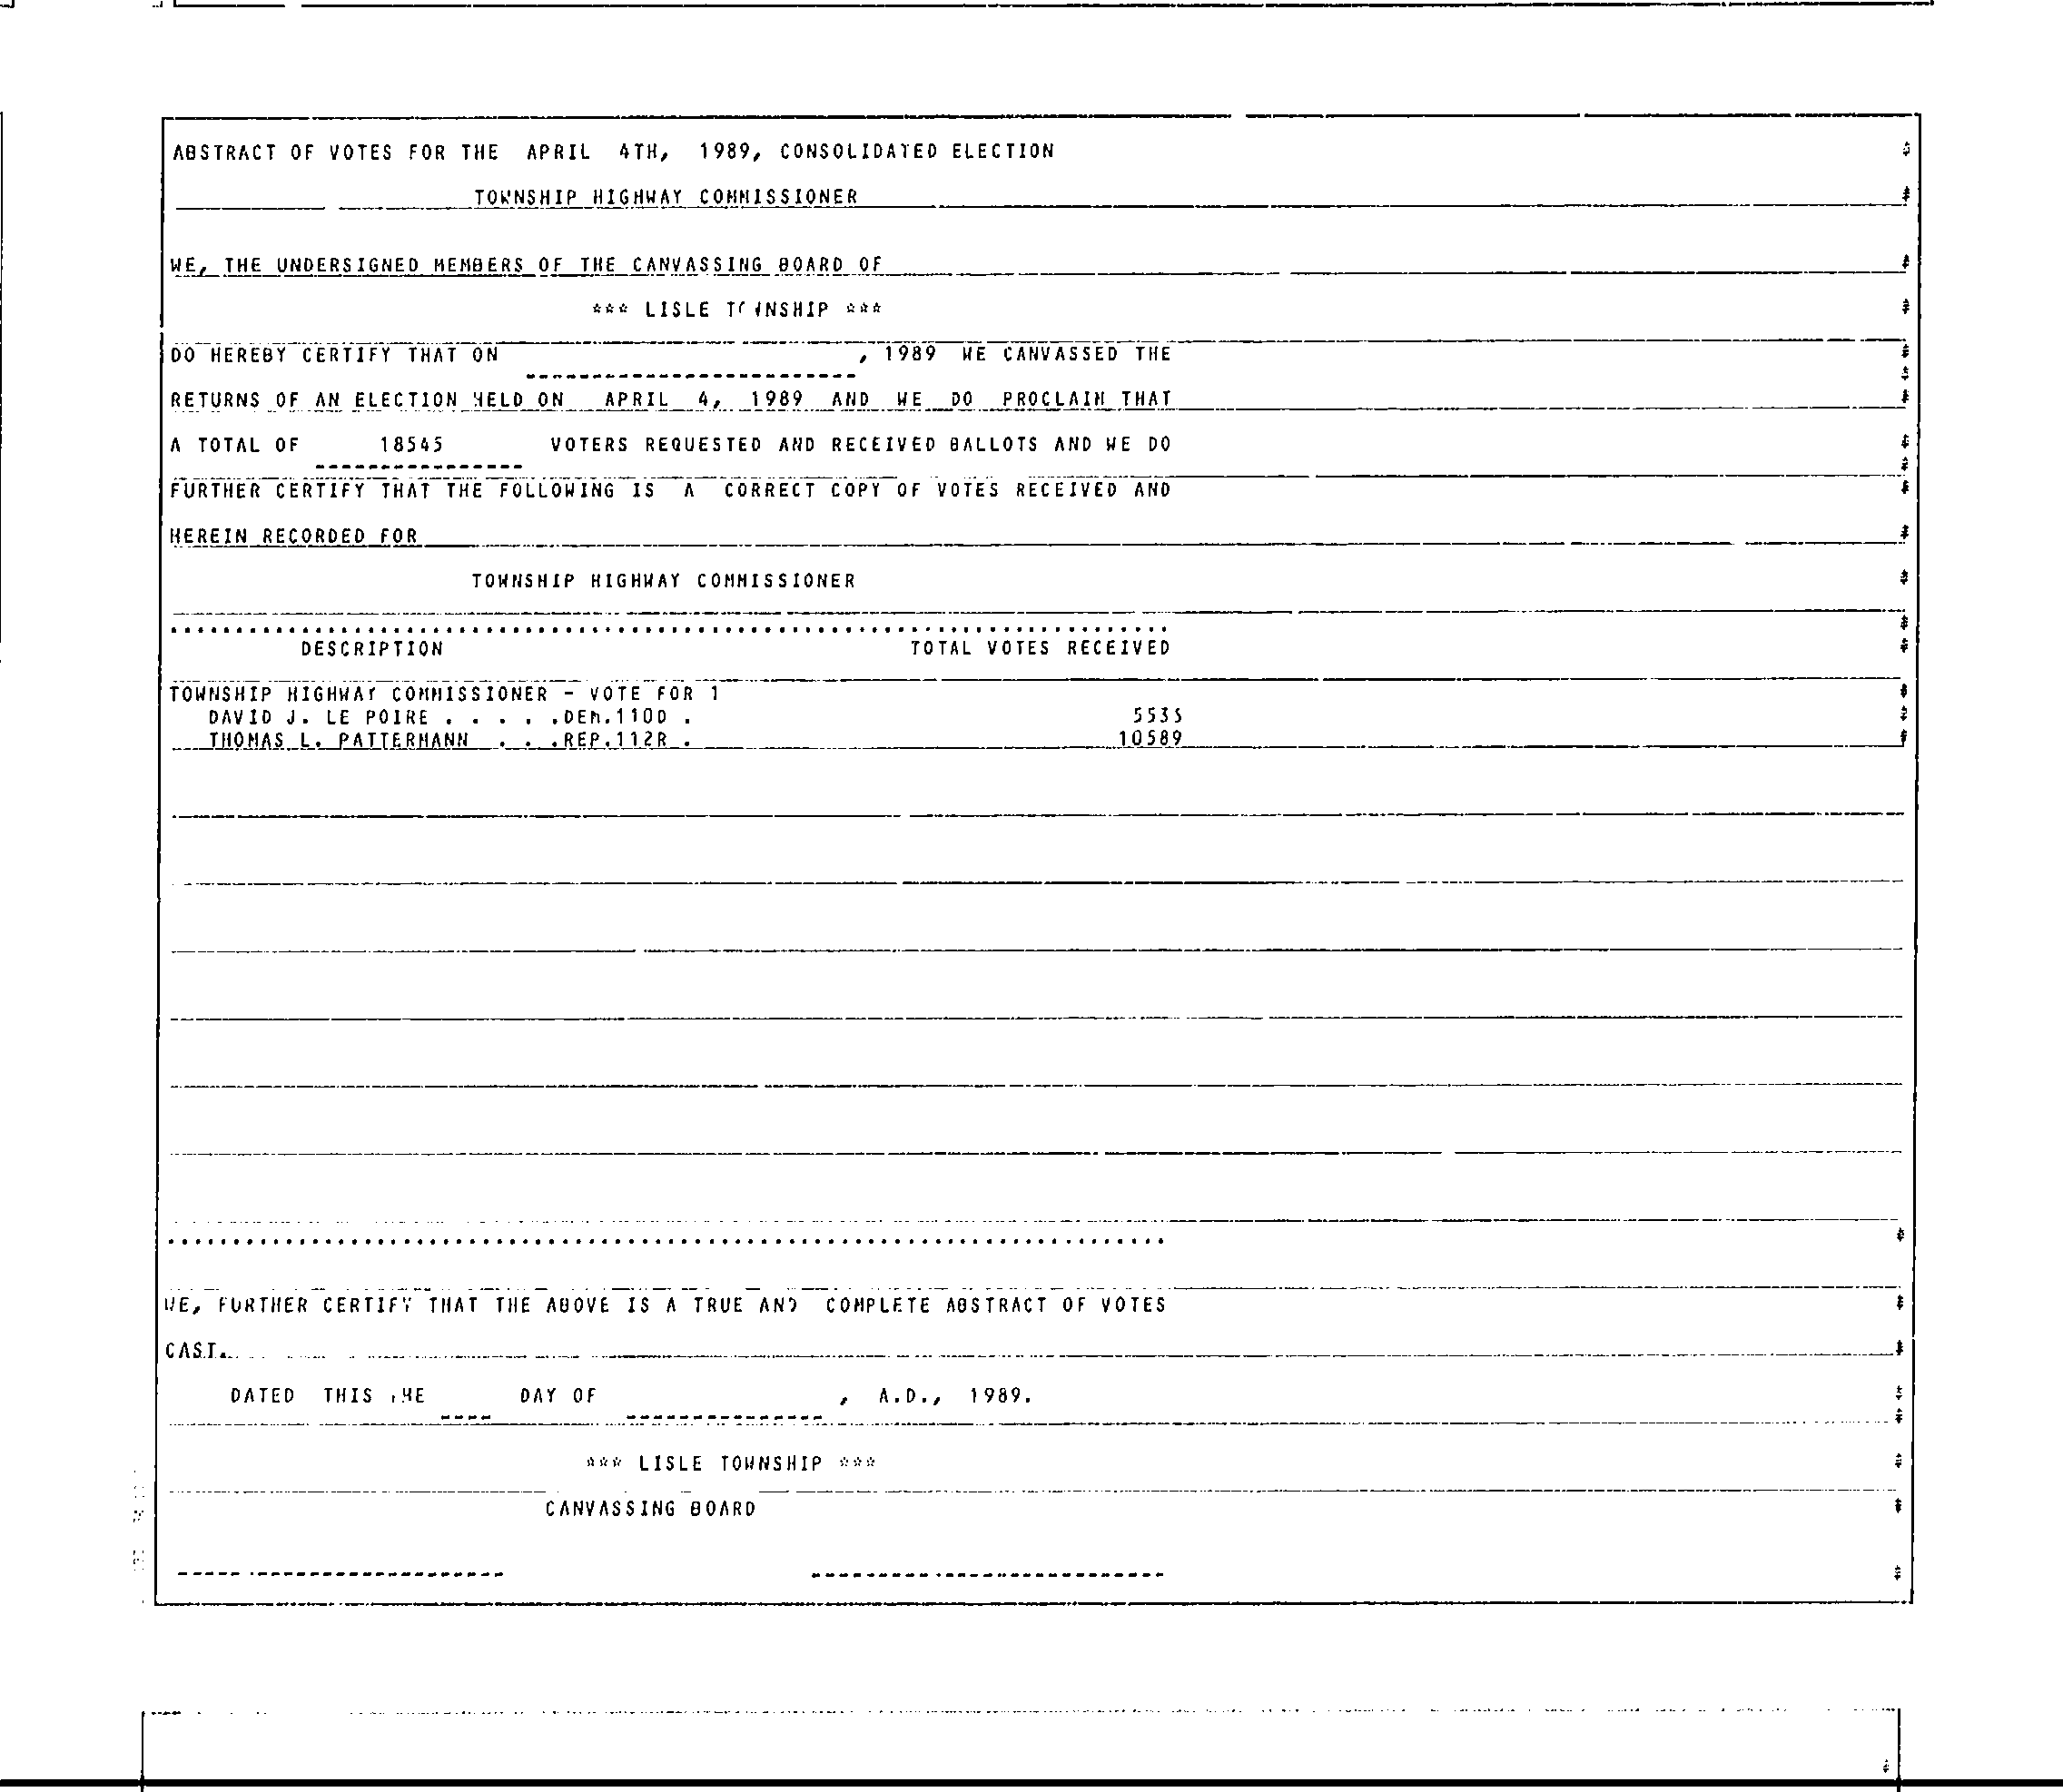 ABSTRACT OF VOTES FOR THE APRIL 4TH, 1989, CONSOLIDATED ELECTION
TOWNSHIP HIGHWAY COMMISSIONER
WE, THE UNDERSIGNED MEMBERS OF THE CANVASSING BOARD OF
*** LISLE TOWNSHIP ***
DO HEREBY CERTIFY THAT ON , 1989 WE CANVASSED THE
RETURNS OF AN ELECTION HELD ON APRIL 4, 1989 AND WE DO PROCLAIM THAT
A TOTAL OF 18545 VOTERS REQUESTED AND RECEIVED BALLOTS AND WE DO
FURTHER CERTIFY THAT THE FOLLOWING IS A CORRECT COPY OF VOTES RECEIVED AND
HEREIN RECORDED FOR
TOWNSHIP HIGHWAY COMMISSIONER
DESCRIPTION TOTAL VOTES RECEIVED
TOWNSHIP HIGHWAY COMMISSIONER - VOTE FOR 1
DAVID J. LE POIRE . . . . .DEM.110D . 5535
THOMAS L. PATTERMANN . . .REP.112R . 10589
WE, FURTHER CERTIFY THAT THE ABOVE IS A TRUE AND COMPLETE ABSTRACT OF VOTES
CAST.
DATED THIS THE DAY OF , A.D., 1989.
*** LISLE TOWNSHIP ***
CANVASSING BOARD